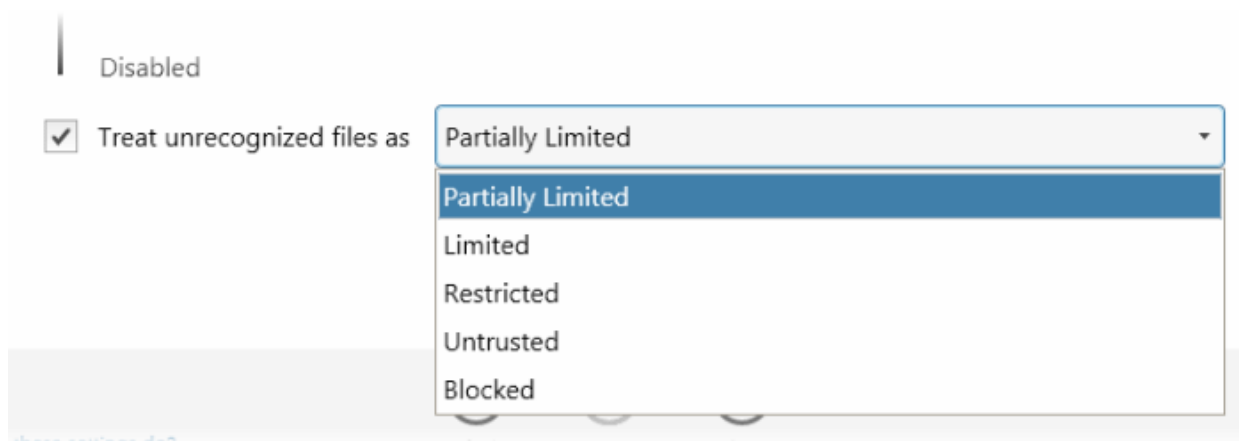 Disabled
Treat unrecognized files as Partially Limited
Partially Limited
Limited
Restricted
Untrusted
Blocked